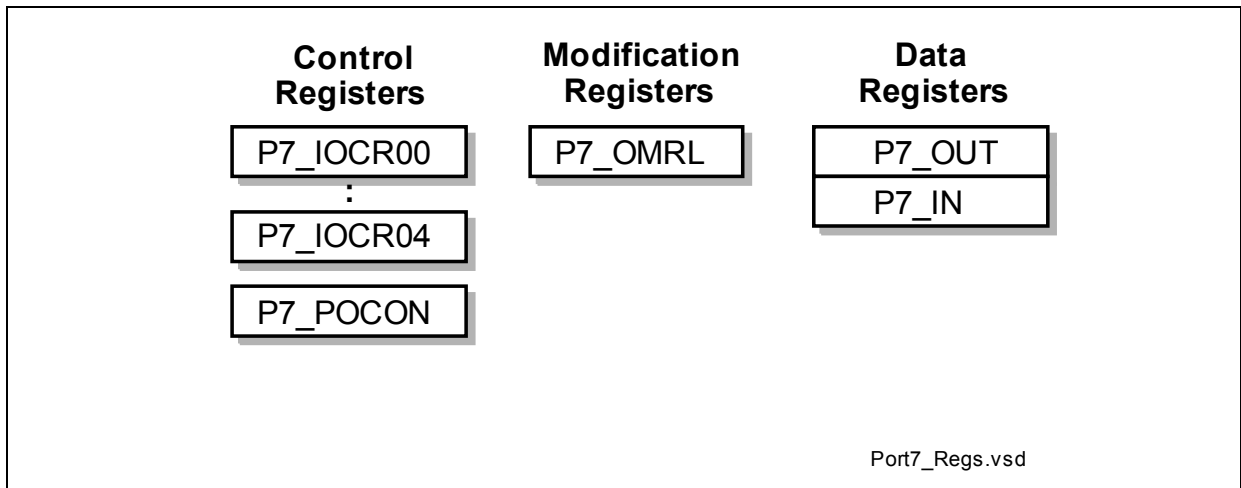 Control
Registers
P7_IOCR00
:
P7_IOCR04
P7_POCON
Modification
Registers
P7_OMRL
Data
Registers
P7_OUT
P7_IN
Port7_Regs.vsd